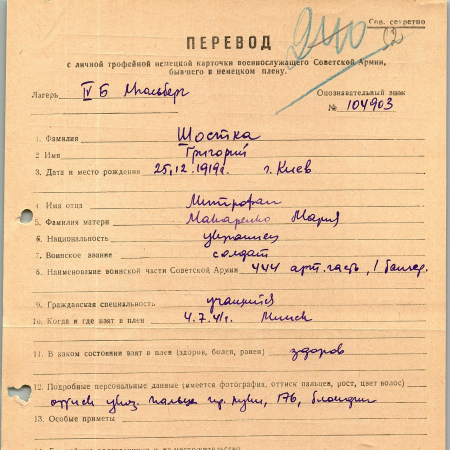 Сов. секретно
240
52
ПЕРЕВОД
с личной трофейной немецкой карточки военнослужащего Советской Армии,
бывшего в немецком плену.
Лагерь IV Б Мюльберг
Опознавательный знак
№ 104903
1. Фамилия Шостка
2 Имя Григорий
3. Дата и место рождения 25.12.1919г. г. Киев
4. Имя отца Митрофан
5. Фамилия матери Макаренко Мария
6. Национальность украинец
7. Воинское звание солдат
8. Наименование воинской части Советской Армии 444 арт. часть, 1 батер.
9. Гражданская специальность учащийся
10. Когда и где взят в плен 4.7.41г. Минск
11. В каком состоянии взят в плен (здоров, болен, ранен) здоров
12. Подробные персональные данные (имеется фотография, оттиск пальцев, рост, цвет волос)
оттиск указ. пальца пр. руки, 176, блондин
13. Особые приметы